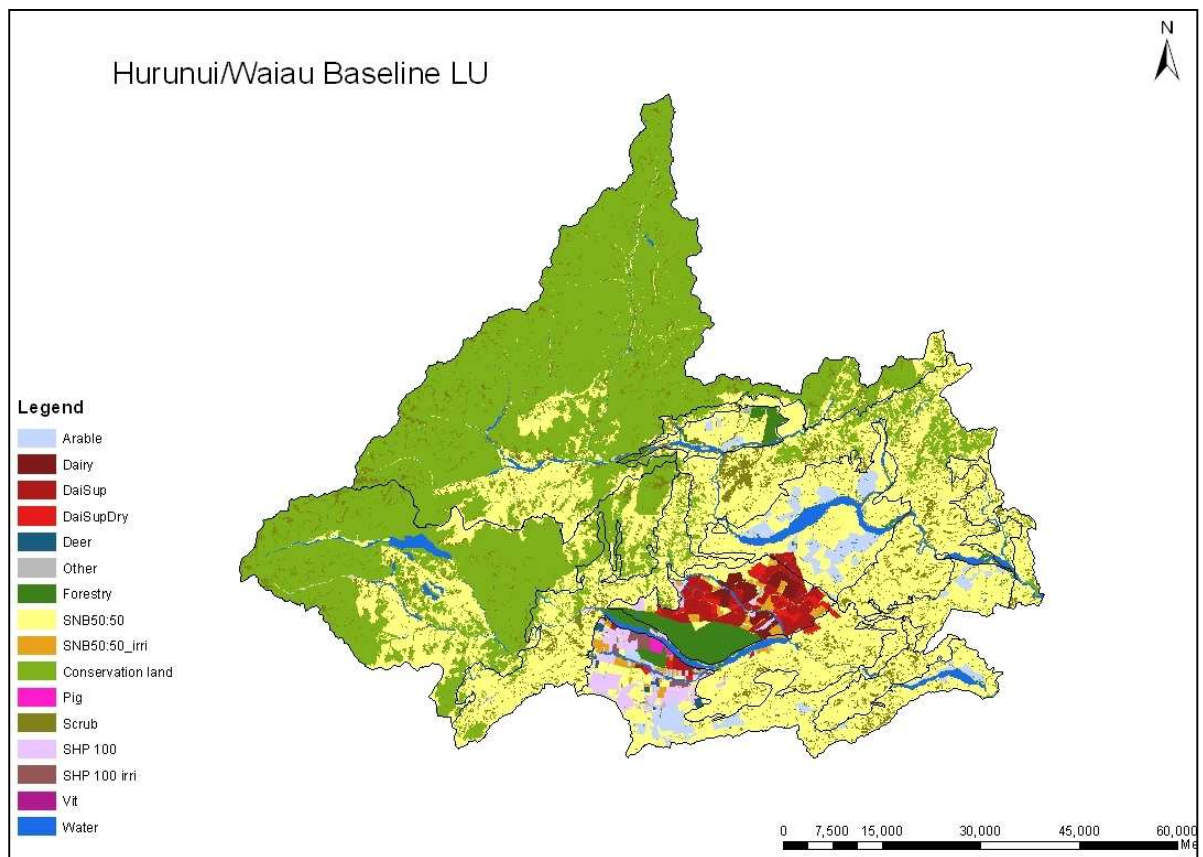 N
Hurunui/Waiau Baseline LU
Legend
Arable
Dairy
DaiSup
DaiSupDry
Deer
Other
Forestry
SNB50:50
SNB50:50_irri
Conservation land
Pig
Scrub
SHP 100
SHP 100 irri
Vit
Water
0 7,500 15,000 30,000 45,000 60,000
Me